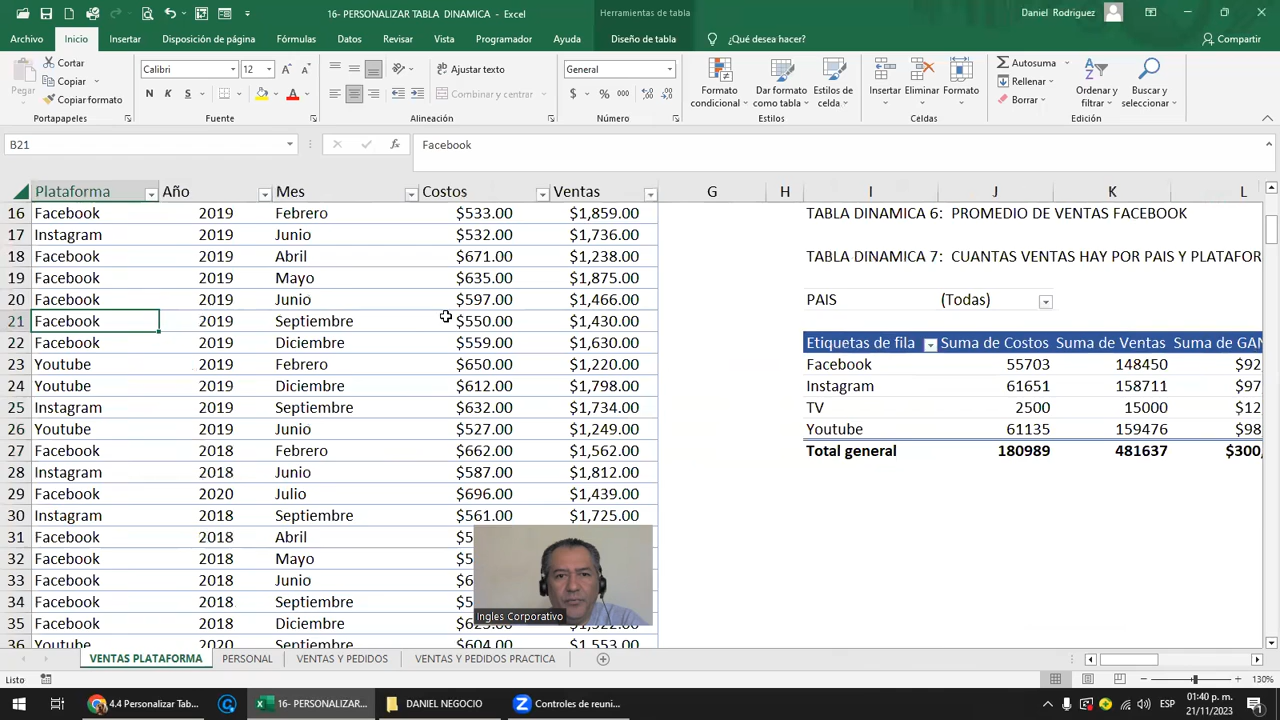 16- PERSONALIZAR TABLA DINAMICA - Excel
Herramientas de tabla
Daniel Rodriguez
Archivo Inicio Insertar Disposición de página Fórmulas Datos Revisar Vista Programador Ayuda Diseño de tabla ¿Qué desea hacer? Compartir
Pegar
Cortar
Copiar
Copiar formato
Portapapeles
Calibri 12
N K S
Fuente
Ajustar texto
Combinar y centrar
Alineación
General
$ % 000
Número
Formato condicional
Dar formato como tabla
Estilos de celda
Estilos
Insertar Eliminar Formato
Celdas
Autosuma
Rellenar
Borrar
Ordenar y filtrar
Buscar y seleccionar
Edición
B21 fx Facebook
Plataforma Año Mes Costos Ventas G H I J K L
16 Facebook 2019 Febrero $533.00 $1,859.00 TABLA DINAMICA 6: PROMEDIO DE VENTAS FACEBOOK
17 Instagram 2019 Junio $532.00 $1,736.00
18 Facebook 2019 Abril $671.00 $1,238.00 TABLA DINAMICA 7: CUANTAS VENTAS HAY POR PAIS Y PLATAFOR
19 Facebook 2019 Mayo $635.00 $1,875.00
20 Facebook 2019 Junio $597.00 $1,466.00 PAIS (Todas)
21 Facebook 2019 Septiembre $550.00 $1,430.00
22 Facebook 2019 Diciembre $559.00 $1,630.00 Etiquetas de fila Suma de Costos Suma de Ventas Suma de GAN
23 Youtube 2019 Febrero $650.00 $1,220.00 Facebook 55703 148450 $92
24 Youtube 2019 Diciembre $612.00 $1,798.00 Instagram 61651 158711 $97
25 Instagram 2019 Septiembre $632.00 $1,734.00 TV 2500 15000 $12
26 Youtube 2019 Junio $527.00 $1,249.00 Youtube 61135 159476 $98
27 Facebook 2018 Febrero $662.00 $1,562.00 Total general 180989 481637 $300,
28 Instagram 2018 Junio $587.00 $1,812.00
29 Facebook 2020 Julio $696.00 $1,439.00
30 Instagram 2018 Septiembre $561.00 $1,725.00
31 Facebook 2018 Abril $5
32 Facebook 2018 Mayo $5
33 Facebook 2018 Junio $6
34 Facebook 2018 Septiembre $5
35 Facebook 2018 Diciembre
36 Youtube 2020 Septiembre $604.00 $1,553.00
Ingles Corporativo
VENTAS PLATAFORMA PERSONAL VENTAS Y PEDIDOS VENTAS Y PEDIDOS PRACTICA
Listo 130%
4.4 Personalizar Tab... 16- PERSONALIZAR... DANIEL NEGOCIO Controles de reuni... ESP 01:40 p. m.
21/11/2023